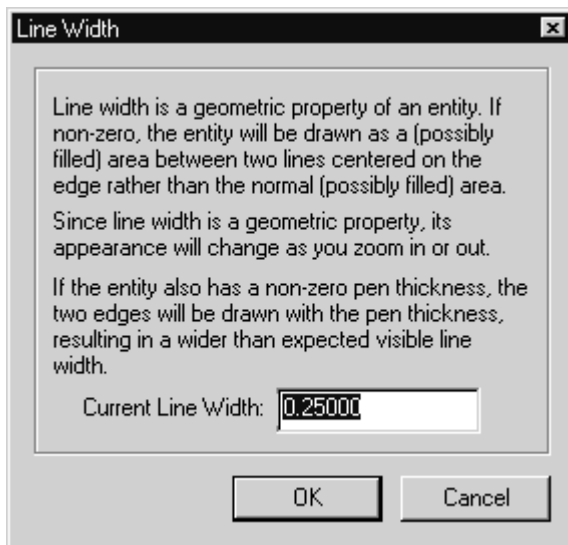 Line Width
Line width is a geometric property of an entity. If
non-zero, the entity will be drawn as a (possibly
filled) area between two lines centered on the
edge rather than the normal (possibly filled) area.
Since line width is a geometric property, its
appearance will change as you zoom in or out.
If the entity also has a non-zero pen thickness, the
two edges will be drawn with the pen thickness,
resulting in a wider than expected visible line
width.
Current Line Width: 0.25000
OK Cancel